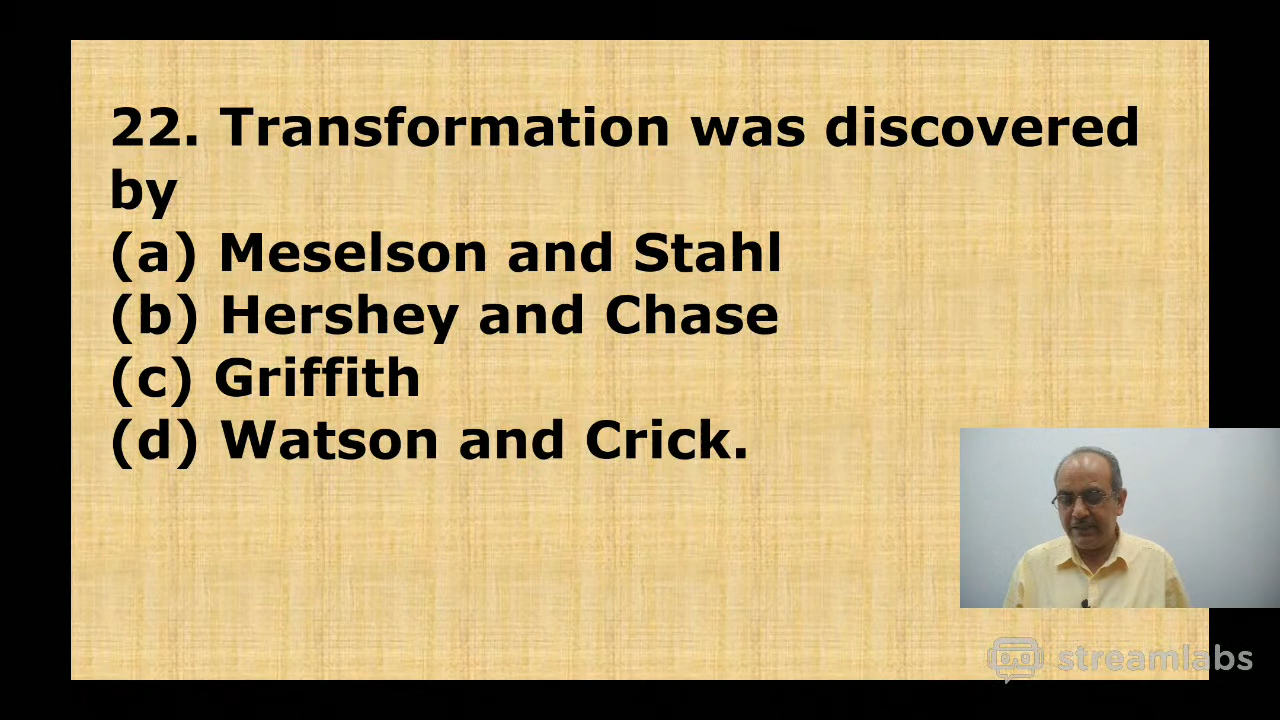 22. Transformation was discovered
by
(a) Meselson and Stahl
(b) Hershey and Chase
(c) Griffith
(d) Watson and Crick.
streamlabs